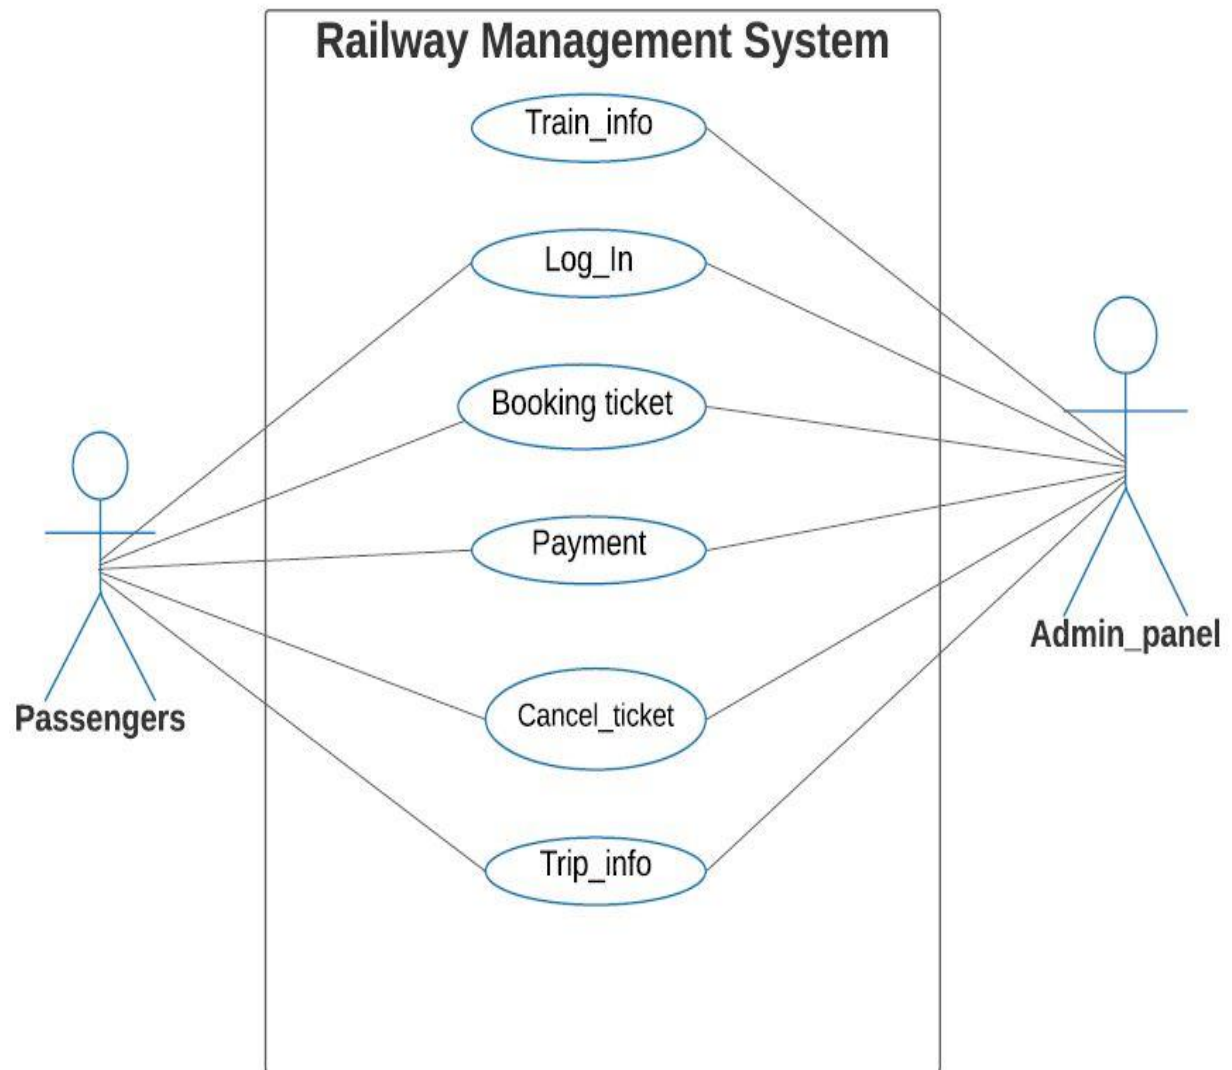 Railway Management System
Train_info
Log_In
Booking ticket
Payment
Cancel_ticket
Trip_info
Passengers
Admin_panel